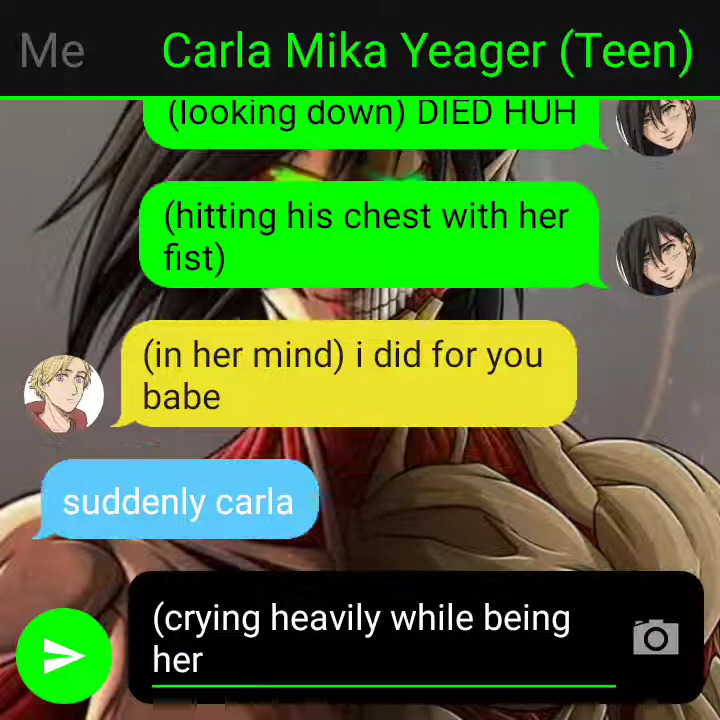 Me Carla Mika Yeager (Teen)
(looking down) DIED HUH
(hitting his chest with her
fist)
(in her mind) i did for you
babe
suddenly carla
(crying heavily while being
her